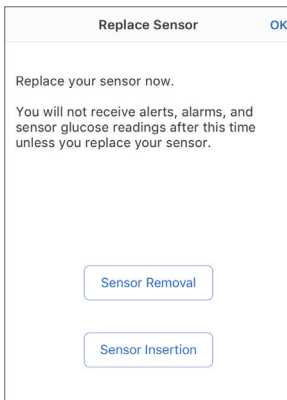 Replace Sensor
OK
Replace your sensor now.
You will not receive alerts, alarms, and
sensor glucose readings after this time
unless you replace your sensor.
Sensor Removal
Sensor Insertion